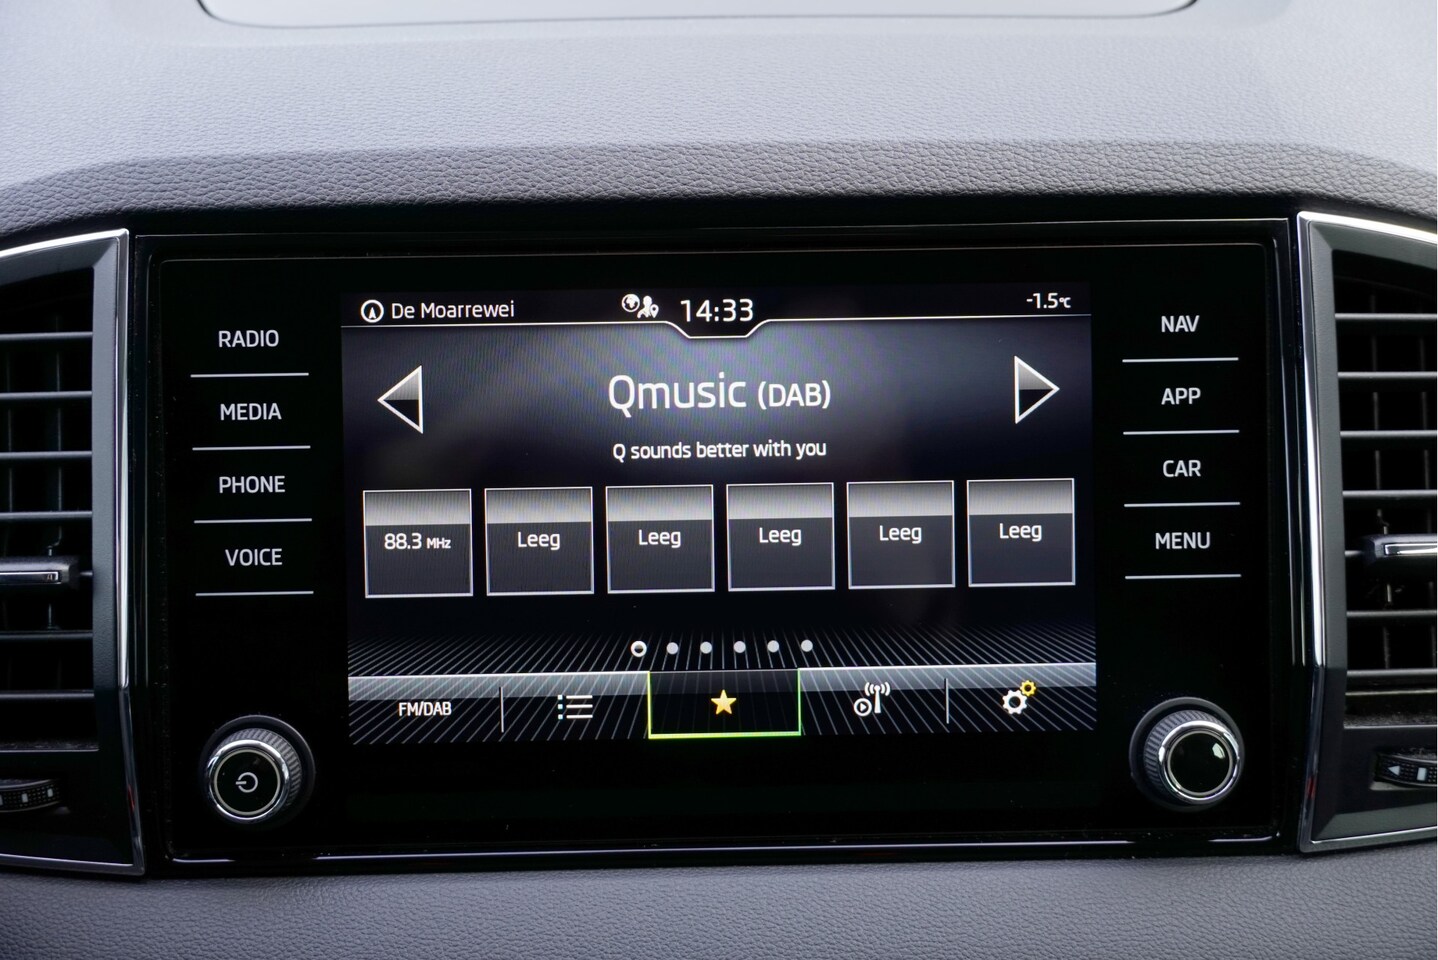 De Moarrewei
14:33
-1.5°C
RADIO
MEDIA
PHONE
VOICE
NAV
APP
CAR
MENU
Qmusic (DAB)
Q sounds better with you
88.3 MHz
Leeg
Leeg
Leeg
Leeg
Leeg
FM/DAB